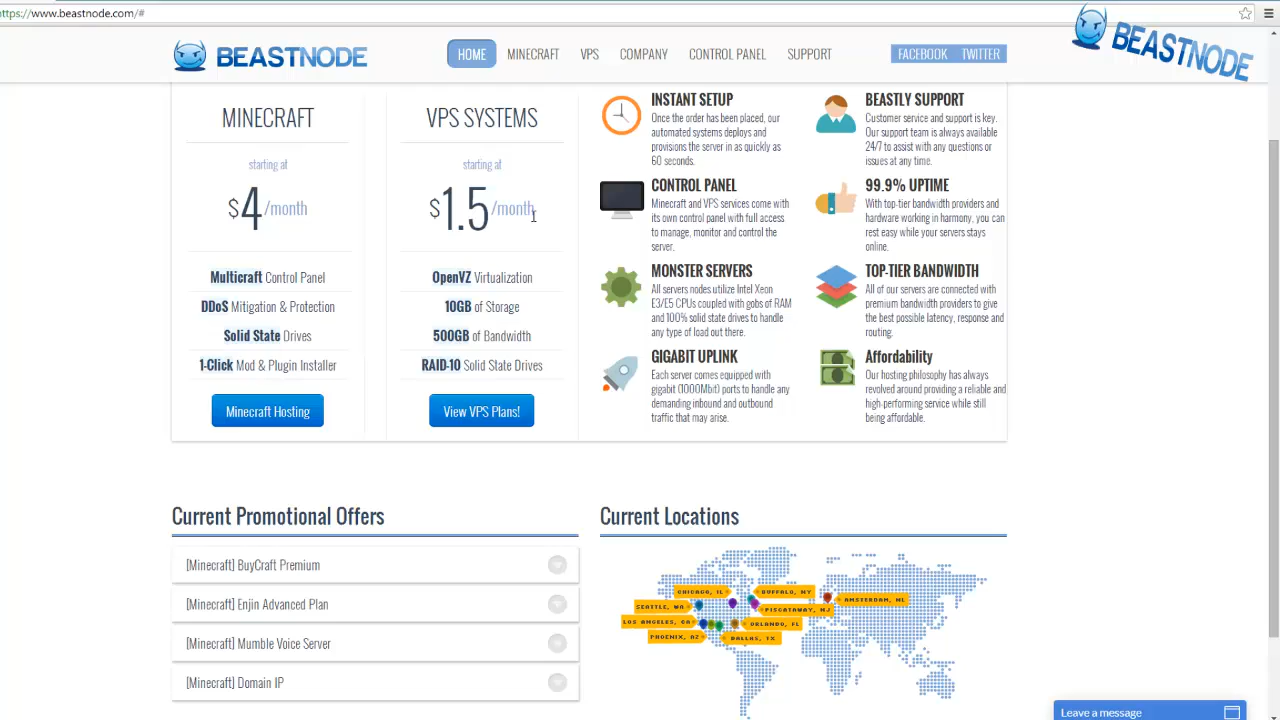 https://www.beastnode.com/#
BEASTNODE
HOME
MINECRAFT
VPS
COMPANY
CONTROL PANEL
SUPPORT
FACEBOOK
TWITTER
BEASTNODE
MINECRAFT
starting at
$4/month
Multicraft Control Panel
DDoS Mitigation & Protection
Solid State Drives
1-Click Mod & Plugin Installer
Minecraft Hosting
VPS SYSTEMS
starting at
$1.5/month
OpenVZ Virtualization
10GB of Storage
500GB of Bandwidth
RAID-10 Solid State Drives
View VPS Plans!
INSTANT SETUP
Once the order has been placed, our
automated systems deploys and
provisions the server in as quickly as
60 seconds.
BEASTLY SUPPORT
Customer service and support is key.
Our support team is always available
24/7 to assist with any questions or
issues at any time.
CONTROL PANEL
Minecraft and VPS services come with
its own control panel with full access
to manage, monitor and control the
server.
99.9% UPTIME
With top-tier bandwidth providers and
hardware working in harmony, you can
rest easy while your servers stays
online.
MONSTER SERVERS
All servers nodes utilize Intel Xeon
E3/E5 CPUs coupled with gobs of RAM
and 100% solid state drives to handle
any type of load out there.
TOP-TIER BANDWIDTH
All of our servers are connected with
premium bandwidth providers to give
the best possible latency, response and
routing.
GIGABIT UPLINK
Each server comes equipped with
gigabit (1000Mbit) ports to handle any
demanding inbound and outbound
traffic that may arise.
Affordability
Our hosting philosophy has always
revolved around providing a reliable and
high-performing service while still
being affordable.
Current Promotional Offers
[Minecraft] BuyCraft Premium
[Minecraft] Enjin Advanced Plan
[Minecraft] Mumble Voice Server
[Minecraft] Domain IP
Current Locations
CHICAGO, IL
BUFFALO, NY
SEATTLE, WA
AMSTERDAM, NL
PISCATAWAY, NJ
LOS ANGELES, CA
ORLANDO, FL
PHOENIX, AZ
DALLAS, TX
Leave a message